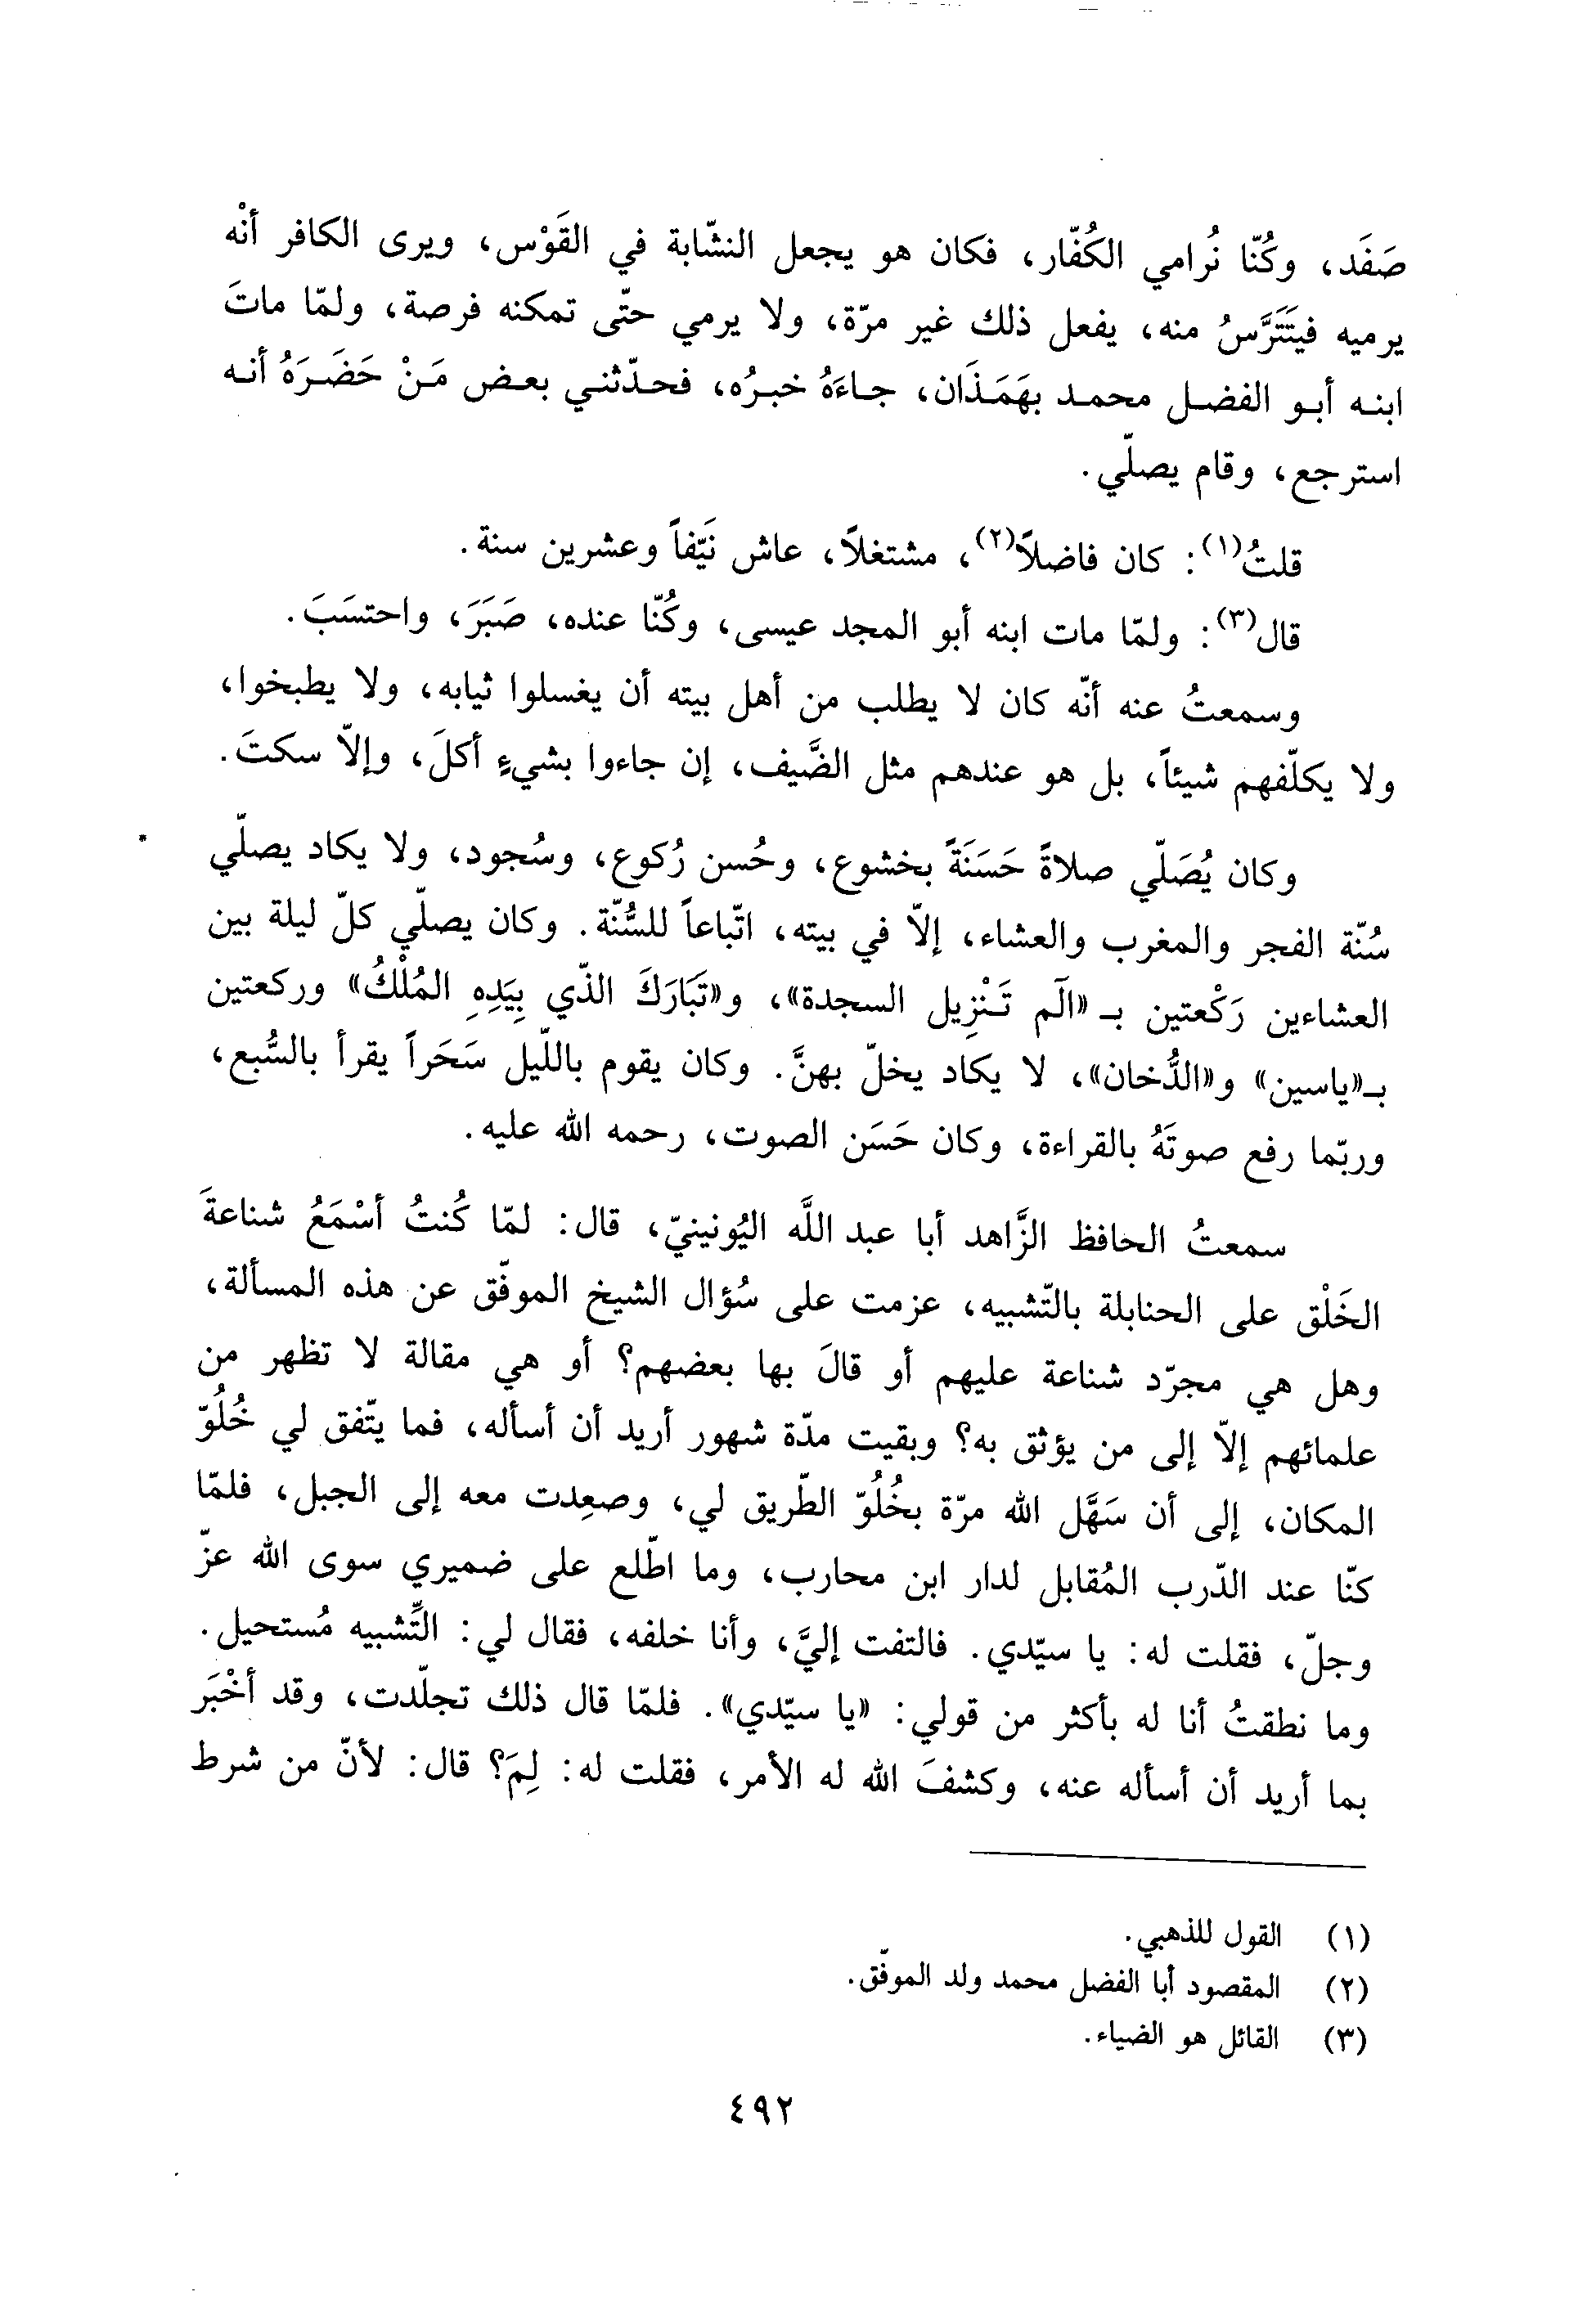 صَفَد، وكُنّا نُرامي الكُفّار، فكان هو يجعل النشّابة في القَوْس، ويرى الكافر أنْه
يرميه فيَتَتَرَّسُ منه، يفعل ذلك غير مرّة، ولا يرمي حتّى تمكنه فرصة، ولمّا ماتَ
ابنه أبو الفضل محمد بهَمَذَان، جاءَهُ خبرُه، فحدّثني بعض مَنْ حَضَرَهُ أنه
استرجع، وقام يصلّي.
قلتُ(١): كان فاضلاً(٢)، مشتغلاً، عاش نَيّفاً وعشرين سنة.
قال(٣): ولمّا مات ابنه أبو المجد عيسى، وكُنّا عنده، صَبَرَ، واحتسَبَ.
وسمعتُ عنه أنّه كان لا يطلب من أهل بيته أن يغسلوا ثيابه، ولا يطبخوا،
ولا يكلّفهم شيئاً، بل هو عندهم مثل الضَّيف، إن جاءوا بشيءٍ أكلَ، وإلاّ سكتَ.
وكان يُصَلّي صلاةً حَسَنَةً بخشوع، وحُسن رُكوع، وسُجود، ولا يكاد يصلّي
سُنّة الفجر والمغرب والعشاء، إلاّ في بيته، اتّباعاً للسُّنّة. وكان يصلّي كلّ ليلة بين
العشاءين رَكْعتين بـ «الَم تَنْزِيل السجدة»، و«تَبَارَكَ الذّي بِيَدِهِ المُلْكُ» وركعتين
بـ«ياسين» و«الدُّخان»، لا يكاد يخلّ بهنَّ. وكان يقوم باللّيل سَحَراً يقرأ بالسُّبع،
وربّما رفع صوتَهُ بالقراءة، وكان حَسَن الصوت، رحمه الله عليه.
سمعتُ الحافظ الزَّاهد أبا عبد اللَّه اليُونينيّ، قال: لمّا كُنتُ أسْمَعُ شناعةَ
الخَلْق على الحنابلة بالتّشبيه، عزمت على سُؤال الشيخ الموفّق عن هذه المسألة،
وهل هي مجرّد شناعة عليهم أو قالَ بها بعضهم؟ أو هي مقالة لا تظهر من
علمائهم إلاّ إلى من يؤثق به؟ وبقيت مدّة شهور أريد أن أسأله، فما يتّفق لي خُلُوّ
المكان، إلى أن سَهَّل الله مرّة بخُلُوّ الطّريق لي، وصعِدت معه إلى الجبل، فلمّا
كنّا عند الدّرب المُقابل لدار ابن محارب، وما اطّلع على ضميري سوى الله عزّ
وجلّ، فقلت له: يا سيّدي. فالتفت إليَّ، وأنا خلفه، فقال لي: التَّشبيه مُستحيل.
وما نطقتُ أنا له بأكثر من قولي: «يا سيّدي». فلمّا قال ذلك تجلّدت، وقد أخْبَر
بما أريد أن أسأله عنه، وكشفَ الله له الأمر، فقلت له: لِمَ؟ قال: لأنّ من شرط
(١) القول للذهبي.
(٢) المقصود أبا الفضل محمد ولد الموفّق.
(٣) القائل هو الضياء.
٤٩٢